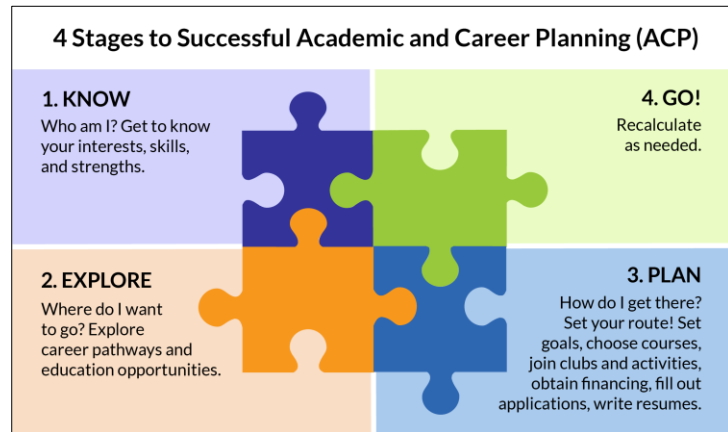 4 Stages to Successful Academic and Career Planning (ACP)
1. KNOW
Who am I? Get to know
your interests, skills,
and strengths.
2. EXPLORE
Where do I want
to go? Explore
career pathways and
education opportunities.
3. PLAN
How do I get there?
Set your route! Set
goals, choose courses,
join clubs and activities,
obtain financing, fill out
applications, write resumes.
4. GO!
Recalculate
as needed.